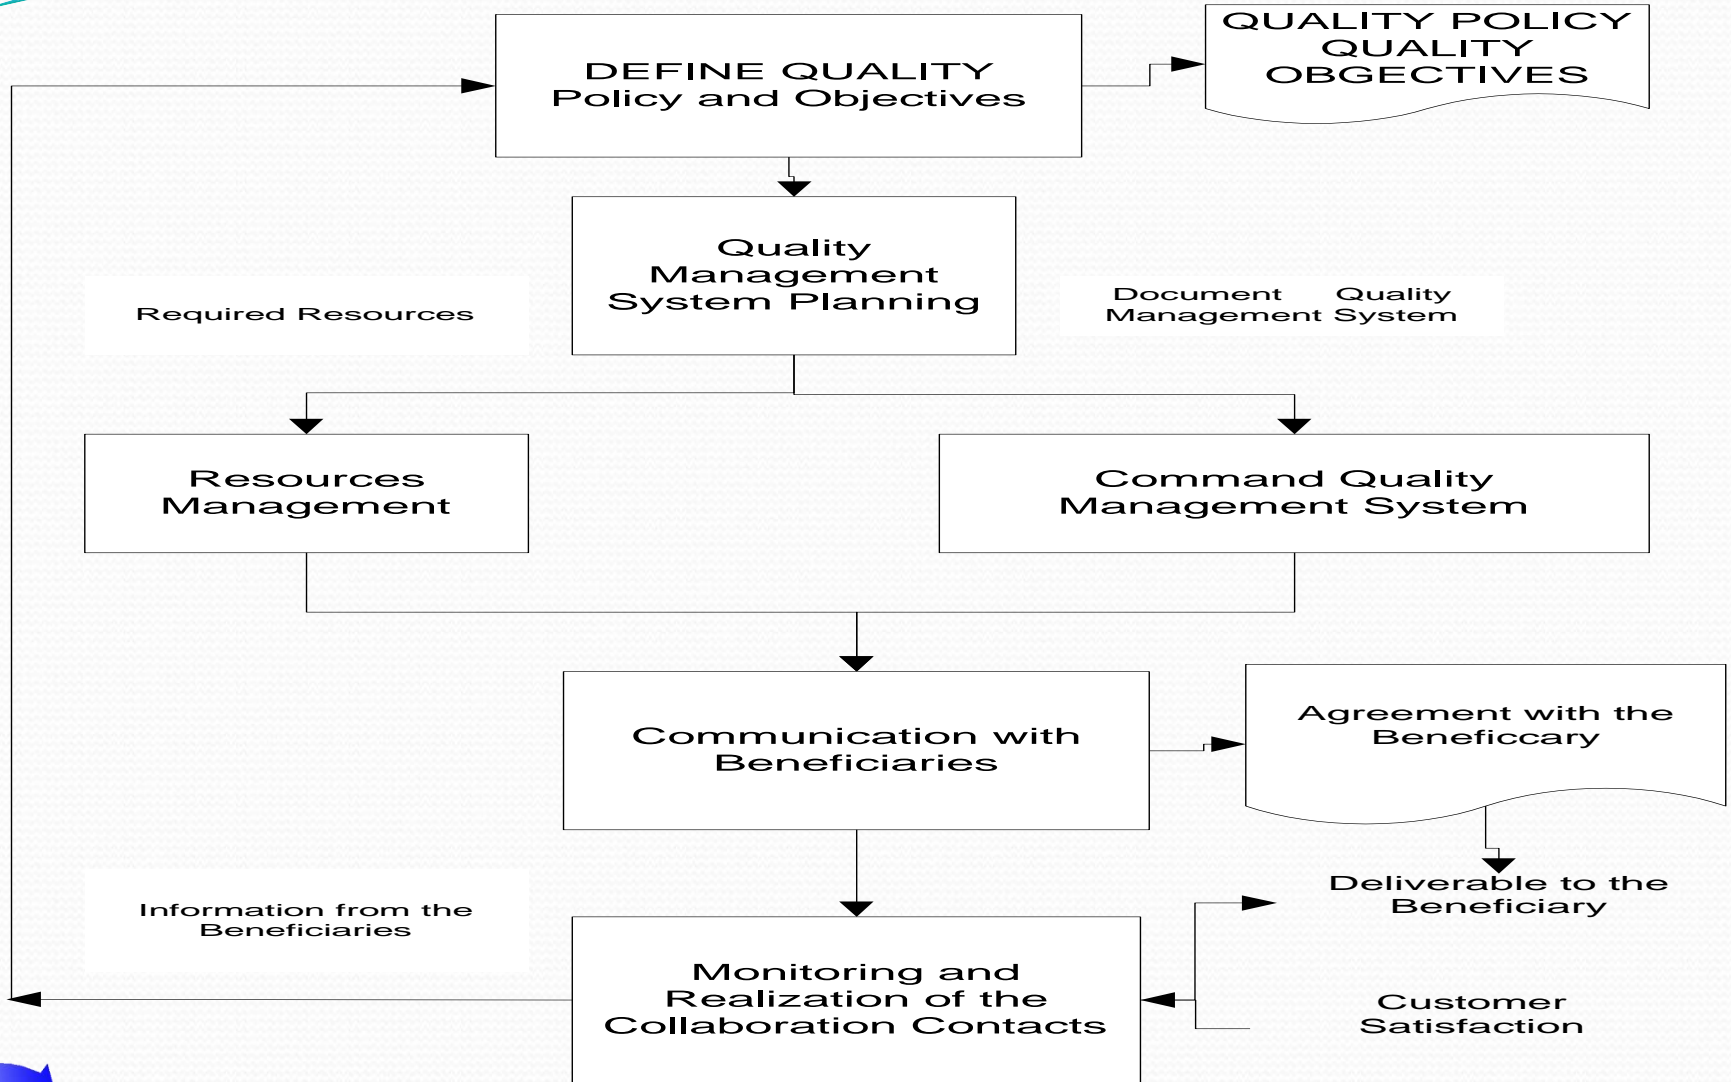 DEFINE QUALITY
Policy and Objectives
QUALITY POLICY
QUALITY
OBGECTIVES
Quality
Management
System Planning
Required Resources
Document Quality
Management System
Resources
Management
Command Quality
Management System
Communication with
Beneficiaries
Agreement with the
Beneficcary
Deliverable to the
Beneficiary
Information from the
Beneficiaries
Monitoring and
Realization of the
Collaboration Contacts
Customer
Satisfaction